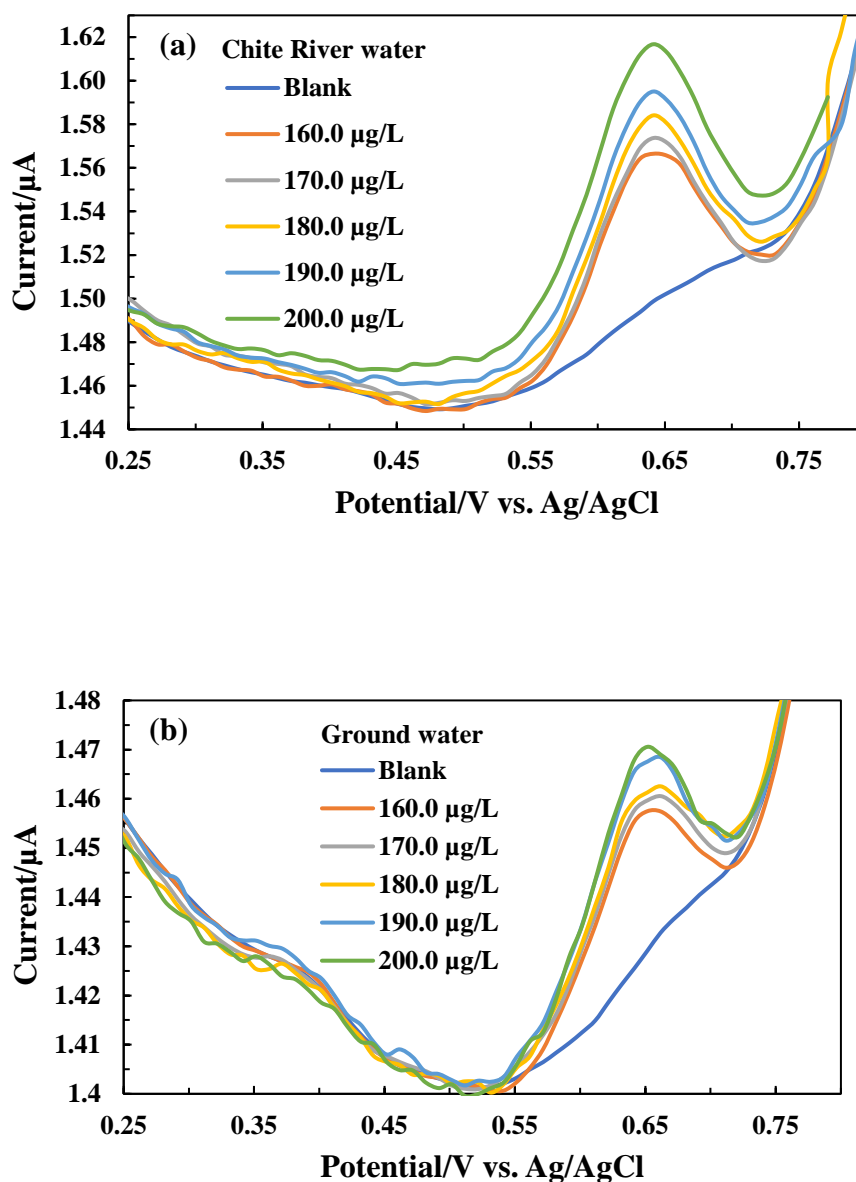 (a)
Chite River water
Blank
160.0 µg/L
170.0 µg/L
180.0 µg/L
190.0 µg/L
200.0 µg/L
1.62
1.60
1.58
1.56
1.54
1.52
1.50
1.48
1.46
1.44
Current/µA
0.25
0.35
0.45
0.55
0.65
0.75
Potential/V vs. Ag/AgCl
(b)
Ground water
Blank
160.0 µg/L
170.0 µg/L
180.0 µg/L
190.0 µg/L
200.0 µg/L
1.48
1.47
1.46
1.45
1.44
1.43
1.42
1.41
1.4
Current/µA
0.25
0.35
0.45
0.55
0.65
0.75
Potential/V vs. Ag/AgCl